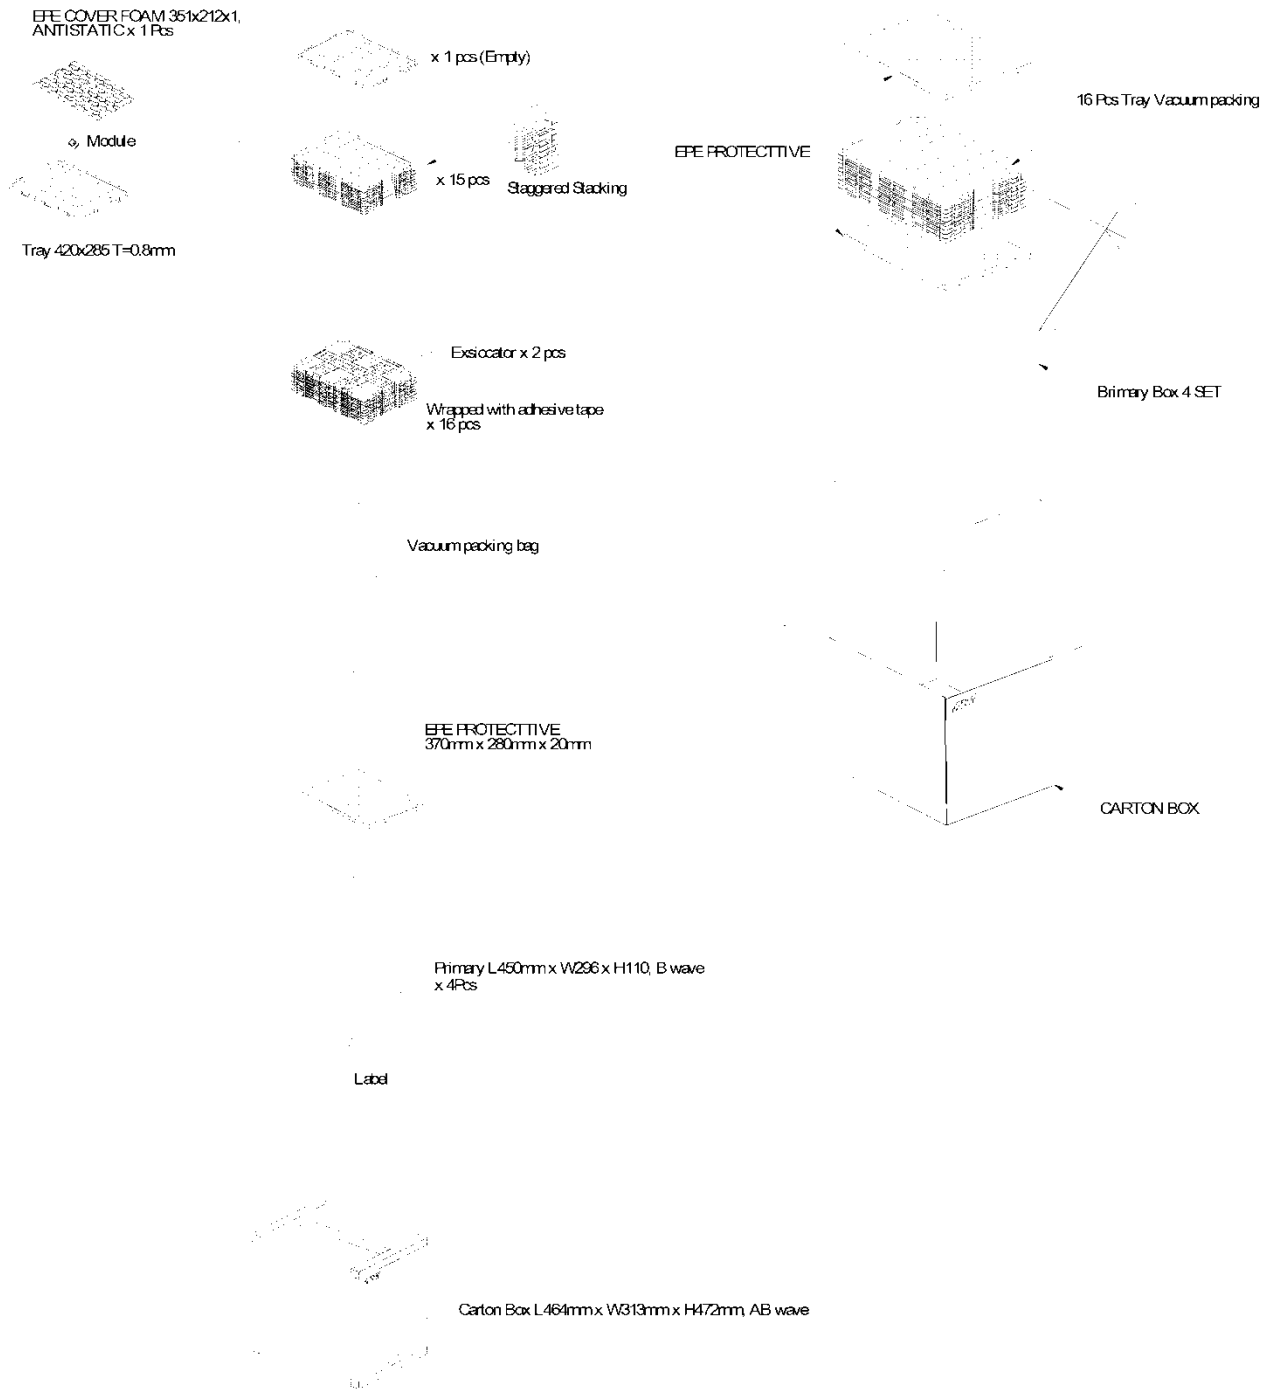 EPE COVER FOAM 351x212x1,
ANTISTATIC x 1 Pcs
x 1 pcs (Empty)
16 Pcs Tray Vacuum packing
Module
EPE PROTECTTIVE
x 15 pcs
Staggered Stacking
Tray 420x285 T=0.8mm
Exsiccator x 2 pcs
Brimary Box 4 SET
Wrapped with adhesive tape
x 16 pcs
Vacuum packing bag
EPE PROTECTTIVE
370mm x 280mm x 20mm
CARTON BOX
Primary L450mm x W296 x H110, B wave
x 4Pcs
Label
Carton Box L464mm x W313mm x H472mm, AB wave